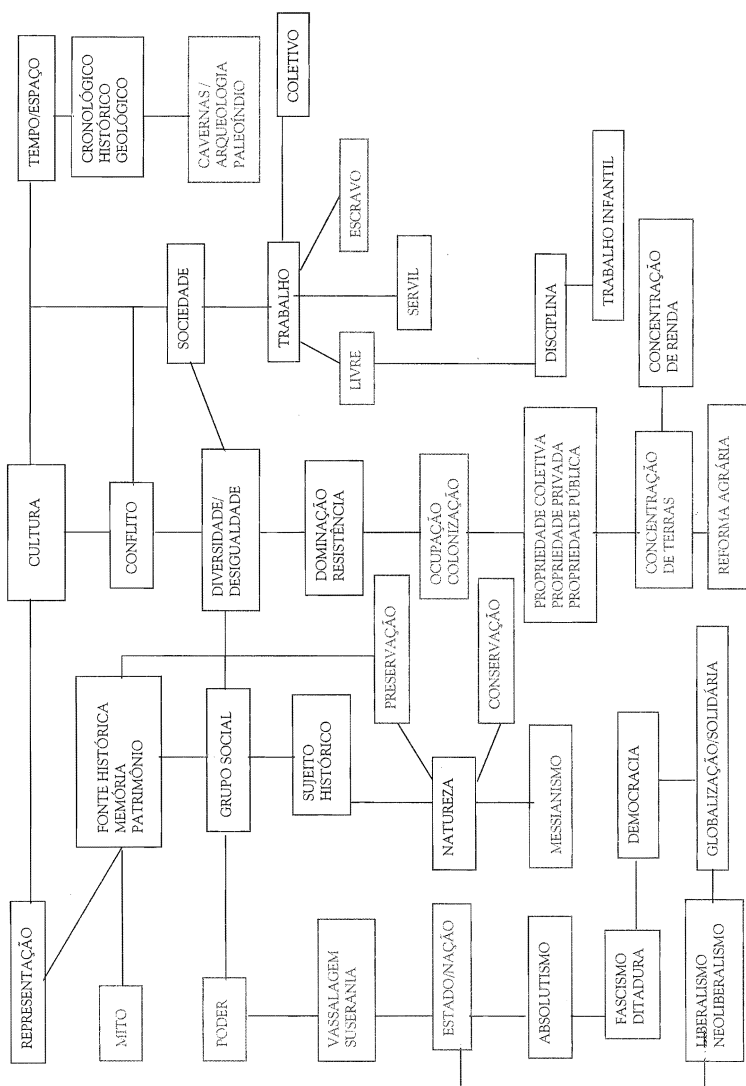 CULTURA
REPRESENTAÇÃO
TEMPO/ESPAÇO
FONTE HISTÓRICA
MEMÓRIA
PATRIMÔNIO
CONFLITO
CRONOLÓGICO
HISTÓRICO
GEOLÓGICO
MITO
SOCIEDADE
CAVERNAS /
ARQUEOLOGIA
PALEOÍNDIO
PODER
GRUPO SOCIAL
DIVERSIDADE/
DESIGUALDADE
TRABALHO
COLETIVO
SUJEITO
HISTÓRICO
DOMINAÇÃO
RESISTÊNCIA
LIVRE
SERVIL
ESCRAVO
VASSALAGEM
SUSERANIA
PRESERVAÇÃO
OCUPAÇÃO
COLONIZAÇÃO
ESTADO/NAÇÃO
NATUREZA
CONSERVAÇÃO
DISCIPLINA
ABSOLUTISMO
MESSIANISMO
PROPRIEDADE COLETIVA
PROPRIEDADE PRIVADA
PROPRIEDADE PÚBLICA
TRABALHO INFANTIL
FASCISMO
DITADURA
DEMOCRACIA
CONCENTRAÇÃO
DE TERRAS
CONCENTRAÇÃO
DE RENDA
LIBERALISMO
NEOLIBERALISMO
GLOBALIZAÇÃO/SOLIDÁRIA
REFORMA AGRÁRIA